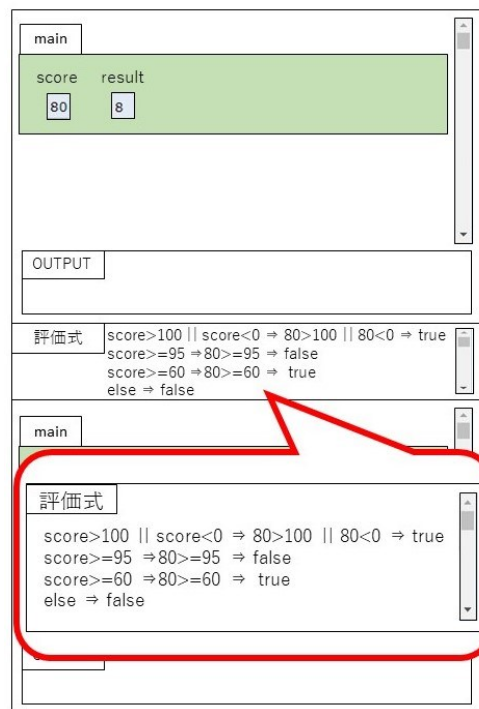 main
score result
80 8
OUTPUT
評価式
score>100 || score<0 ⇒ 80>100 || 80<0 ⇒ true
score>=95 ⇒80>=95 ⇒ false
score>=60 ⇒80>=60 ⇒ true
else ⇒ false
main
評価式
score>100 || score<0 ⇒ 80>100 || 80<0 ⇒ true
score>=95 ⇒80>=95 ⇒ false
score>=60 ⇒80>=60 ⇒ true
else ⇒ false